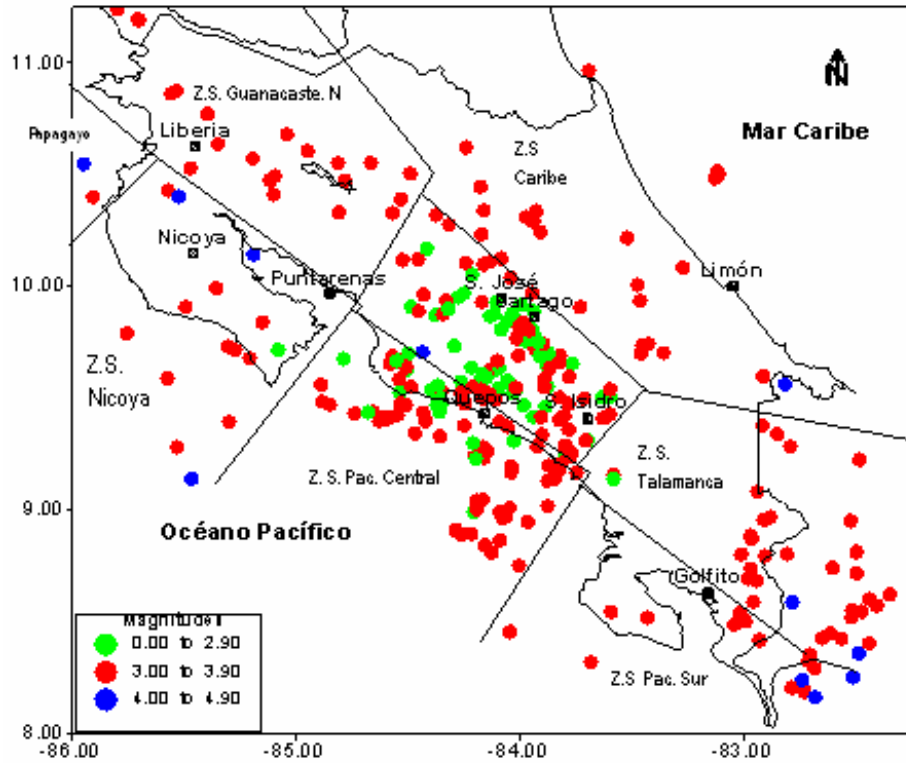 11.00
10.00
9.00
8.00
-86.00
-85.00
-84.00
-83.00
Z.S. Guanacaste. N
Papagayo
Liberia
Mar Caribe
Z.S
Caribe
Nicoya
Puntarenas
S. José
Cartago
Limón
Z.S.
Nicoya
Quepos
S. Isidro
Z. S. Pac. Central
Z. S.
Talamanca
Océano Pacífico
Golfito
Z.S Pac. Sur
0.00 to 2.90
3.00 to 3.90
4.00 to 4.90
N